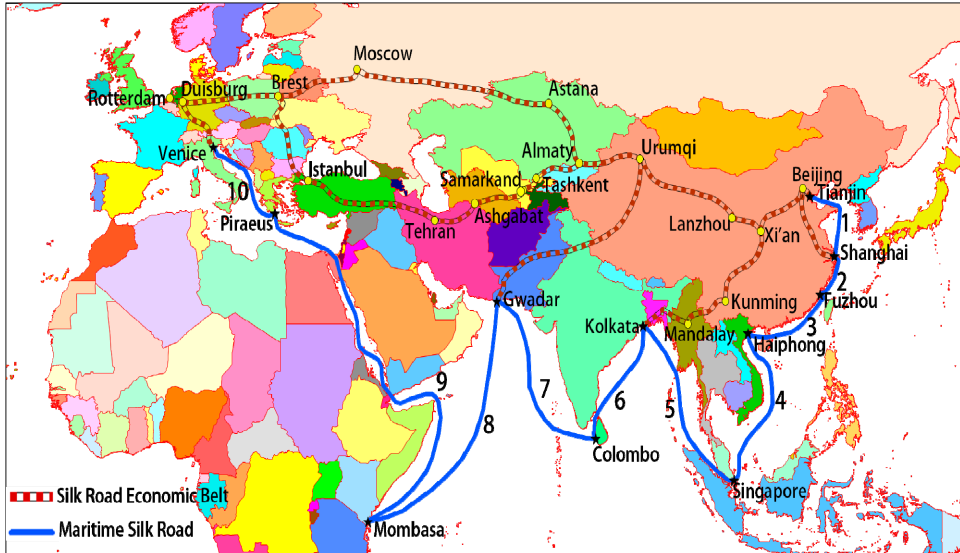 Moscow
Rotterdam
Duisburg
Brest
Astana
Venice
Almaty
Urumqi
Istanbul
Samarkand
Tashkent
Beijing
Tianjin
10
Piraeus
Tehran
Ashgabat
Lanzhou
Xi'an
1
Shanghai
2
Gwadar
Kunming
Fuzhou
Kolkata
Mandalay
3
Haiphong
9
7
6
5
4
8
Colombo
Singapore
Silk Road Economic Belt
Maritime Silk Road
Mombasa